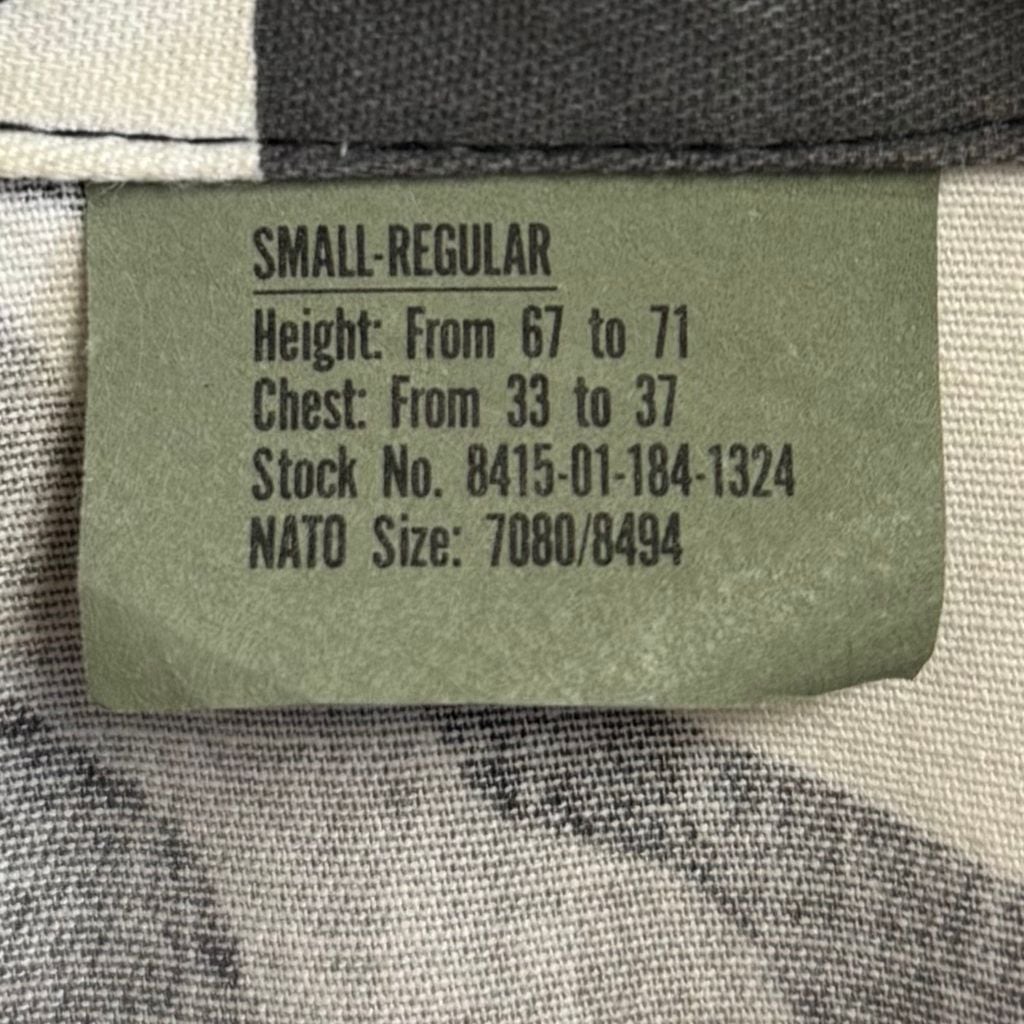 SMALL-REGULAR
Height: From 67 to 71
Chest: From 33 to 37
Stock No. 8415-01-184-1324
NATO Size: 7080/8494